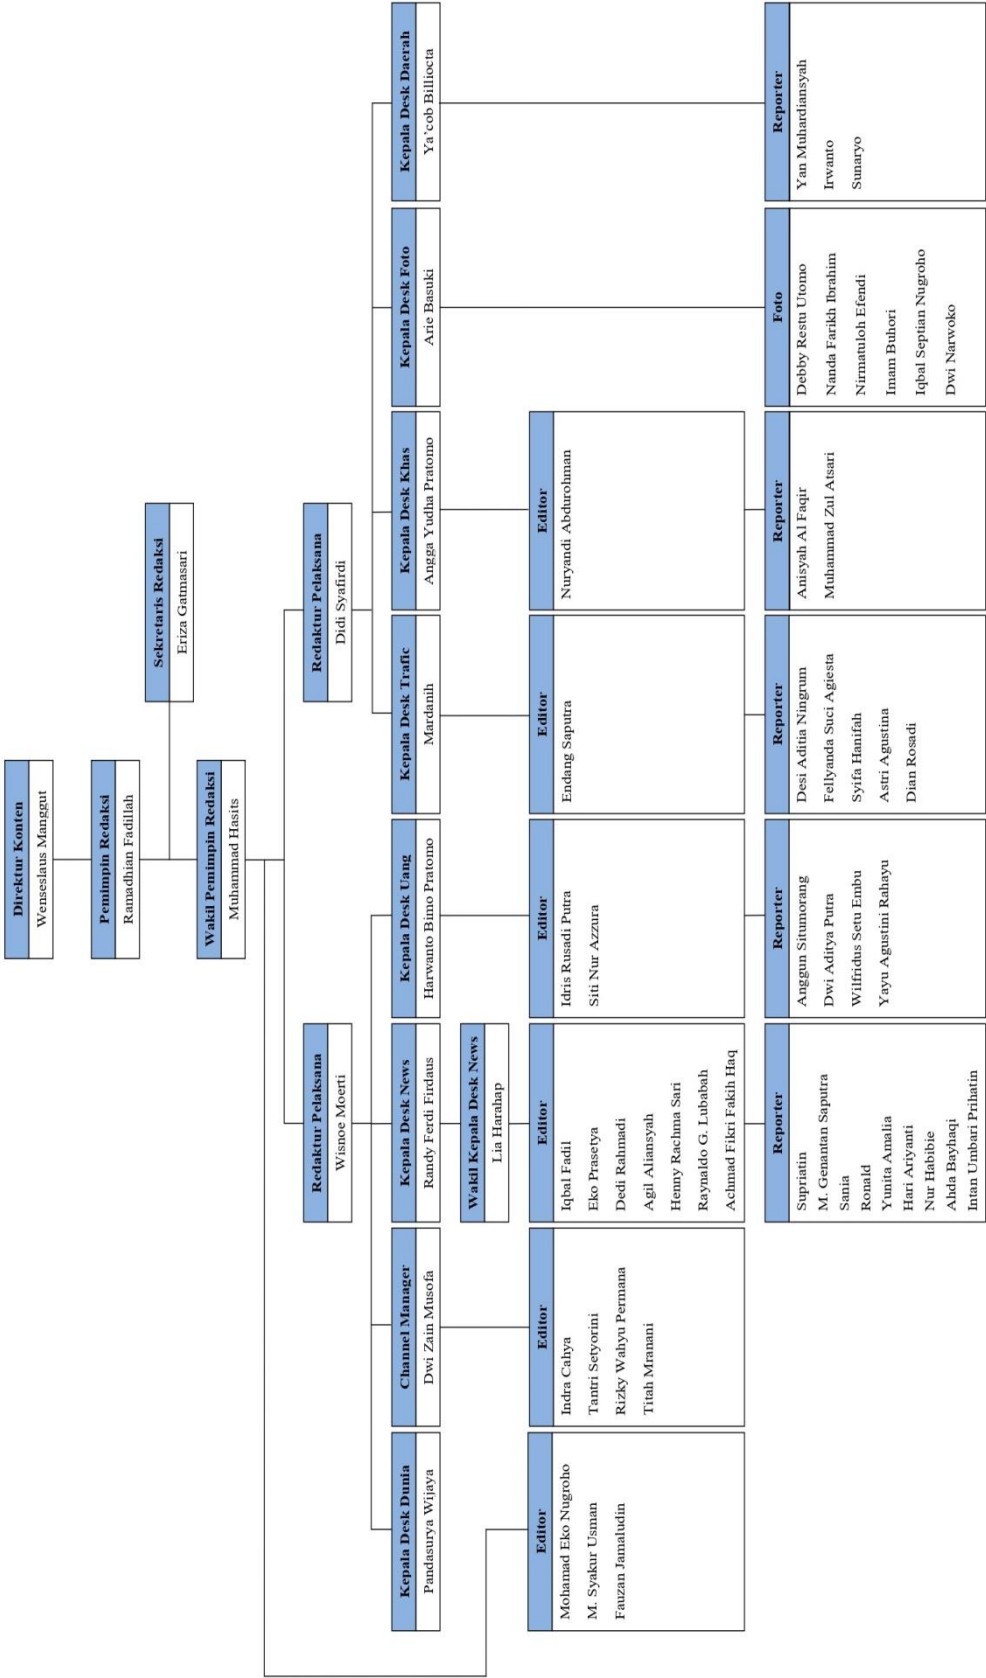 Direktur Konten
Wenseslaus Manggut
Pemimpin Redaksi
Ramadhian Fadillah
Sekretaris Redaksi
Eriza Gatmasari
Wakil Pemimpin Redaksi
Muhammad Hasits
Redaktur Pelaksana
Wisnoe Moerti
Redaktur Pelaksana
Didi Syafirdi
Kepala Desk Dunia
Pandasurya Wijaya
Channel Manager
Dwi Zain Musofa
Kepala Desk News
Randy Ferdi Firdaus
Kepala Desk Uang
Harwanto Bimo Pratomo
Kepala Desk Trafic
Mardanih
Kepala Desk Khas
Angga Yudha Pratomo
Kepala Desk Foto
Arie Basuki
Kepala Desk Daerah
Ya'cob Billiocta
Wakil Kepala Desk News
Lia Harahap
Editor
Mohamad Eko Nugroho
M. Syakur Usman
Fauzan Jamaludin
Editor
Indra Cahya
Tantri Setyorini
Rizky Wahyu Permana
Titah Mranani
Editor
Iqbal Fadil
Eko Prasetya
Dedi Rahmadi
Agil Aliansyah
Henny Rachma Sari
Raynaldo G. Lubabah
Achmad Fikri Fakih Haq
Editor
Idris Rusadi Putra
Siti Nur Azzura
Editor
Endang Saputra
Editor
Nuryandi Abdurohman
Reporter
Supriatin
M. Genantan Saputra
Sania
Ronald
Yunita Amalia
Hari Ariyanti
Nur Habibie
Ahda Bayhaqi
Intan Umbari Prihatin
Reporter
Anggun Situmorang
Dwi Aditya Putra
Wilfridus Setu Embu
Yayu Agustini Rahayu
Reporter
Desi Aditia Ningrum
Fellyanda Suci Agiesta
Syifa Hanifah
Astri Agustina
Dian Rosadi
Reporter
Anisyah Al Faqir
Muhammad Zul Atsari
Foto
Debby Restu Utomo
Nanda Farikh Ibrahim
Nirmatuloh Efendi
Imam Buhori
Iqbal Septian Nugroho
Dwi Narwoko
Reporter
Yan Muhardiansyah
Irwanto
Sunaryo